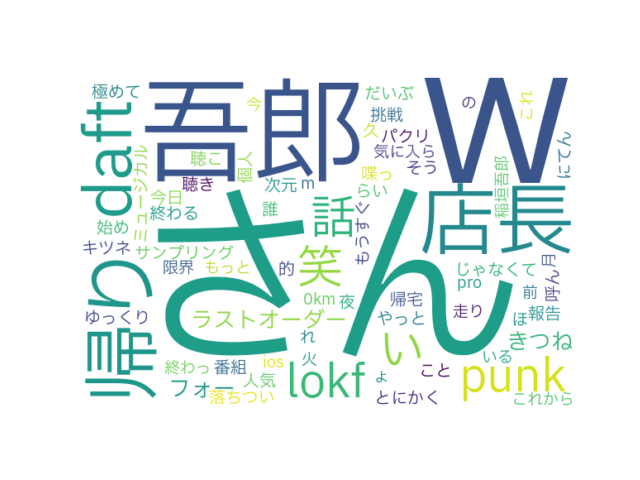 極めて
daft
吾郎
W
今
だいぶ
挑戦
の
これ
久
パクリ
気に入ら
そう
にてん
聴こ
個人
ミュージカル
聴き
次元
m
喋っ
らい
稲垣吾郎
店長
今日
終わる
誰
話
もうすぐ
始め
キツネ
サンプリング
笑
さん
限界
もっと
的
じゃなくて
pro
前
呼ん
月
帰り
0km
夜
帰宅
走り
ほ
報告
ゆっくり
ラストオーダー
やっと
い
きつね
れ
火
いる
終わっ
番組
ios
こと
フォー
人気
lokf
ょ
punk
落ちつい
とにかく
これから